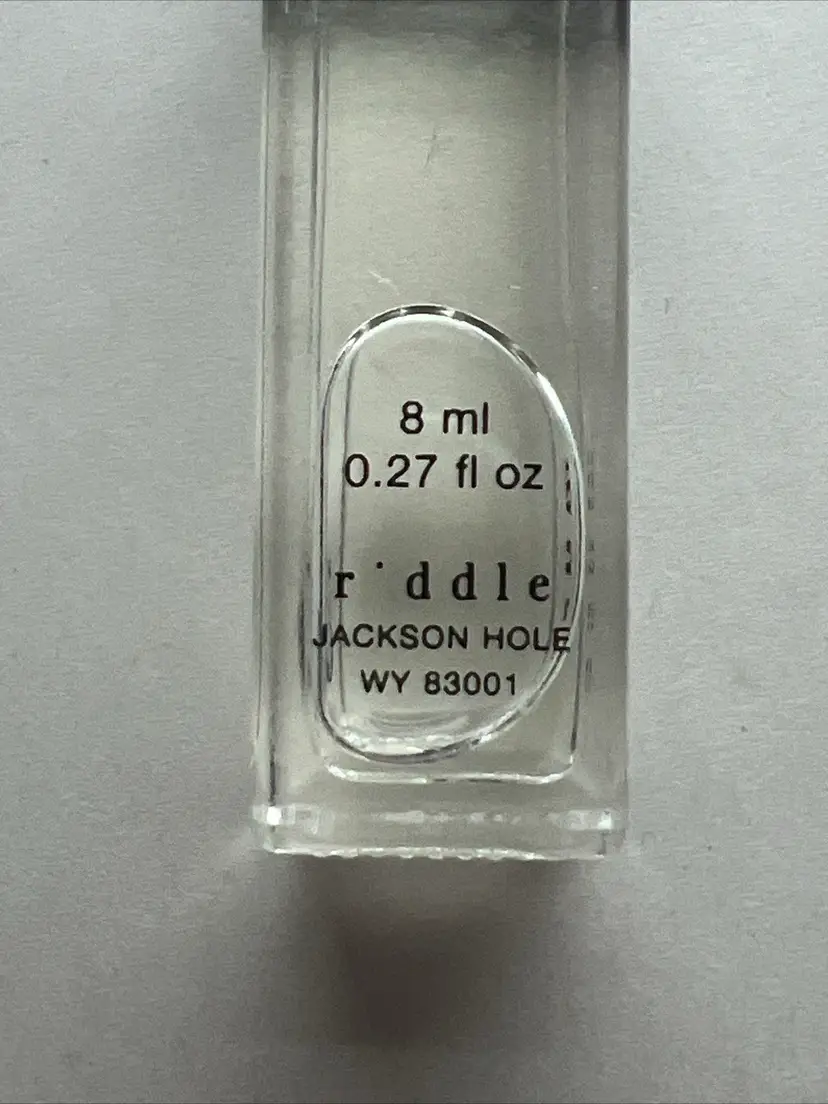 8 ml
0.27 fl oz
r˙ddle
JACKSON HOLE
WY 83001